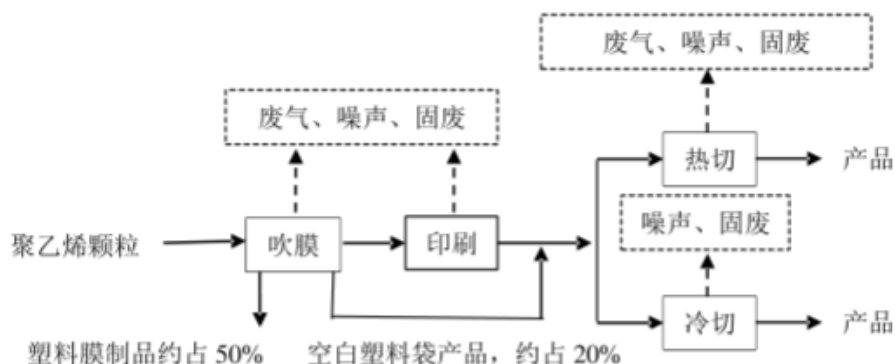 废气、噪声、固废
废气、噪声、固废
热切
产品
噪声、固废
聚乙烯颗粒
吹膜
印刷
冷切
产品
塑料膜制品约占 50%
空白塑料袋产品，约占 20%